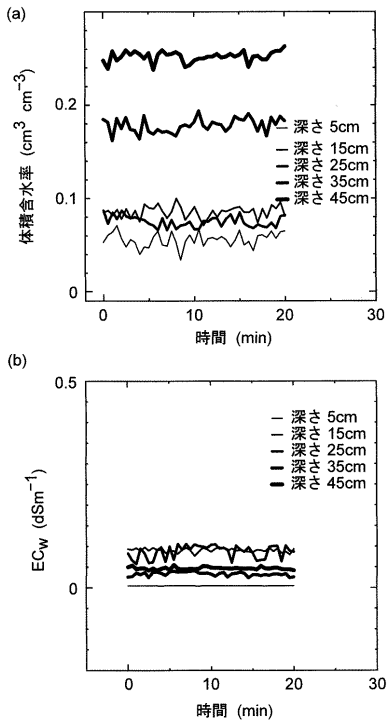 (a)
0.2
0.1
0
体積含水率 (cm³ cm⁻³)
深さ 5cm
深さ 15cm
深さ 25cm
深さ 35cm
深さ 45cm
0 10 20 30
時間 (min)
(b)
0.5
0
ECw (dSm⁻¹)
深さ 5cm
深さ 15cm
深さ 25cm
深さ 35cm
深さ 45cm
0 10 20 30
時間 (min)